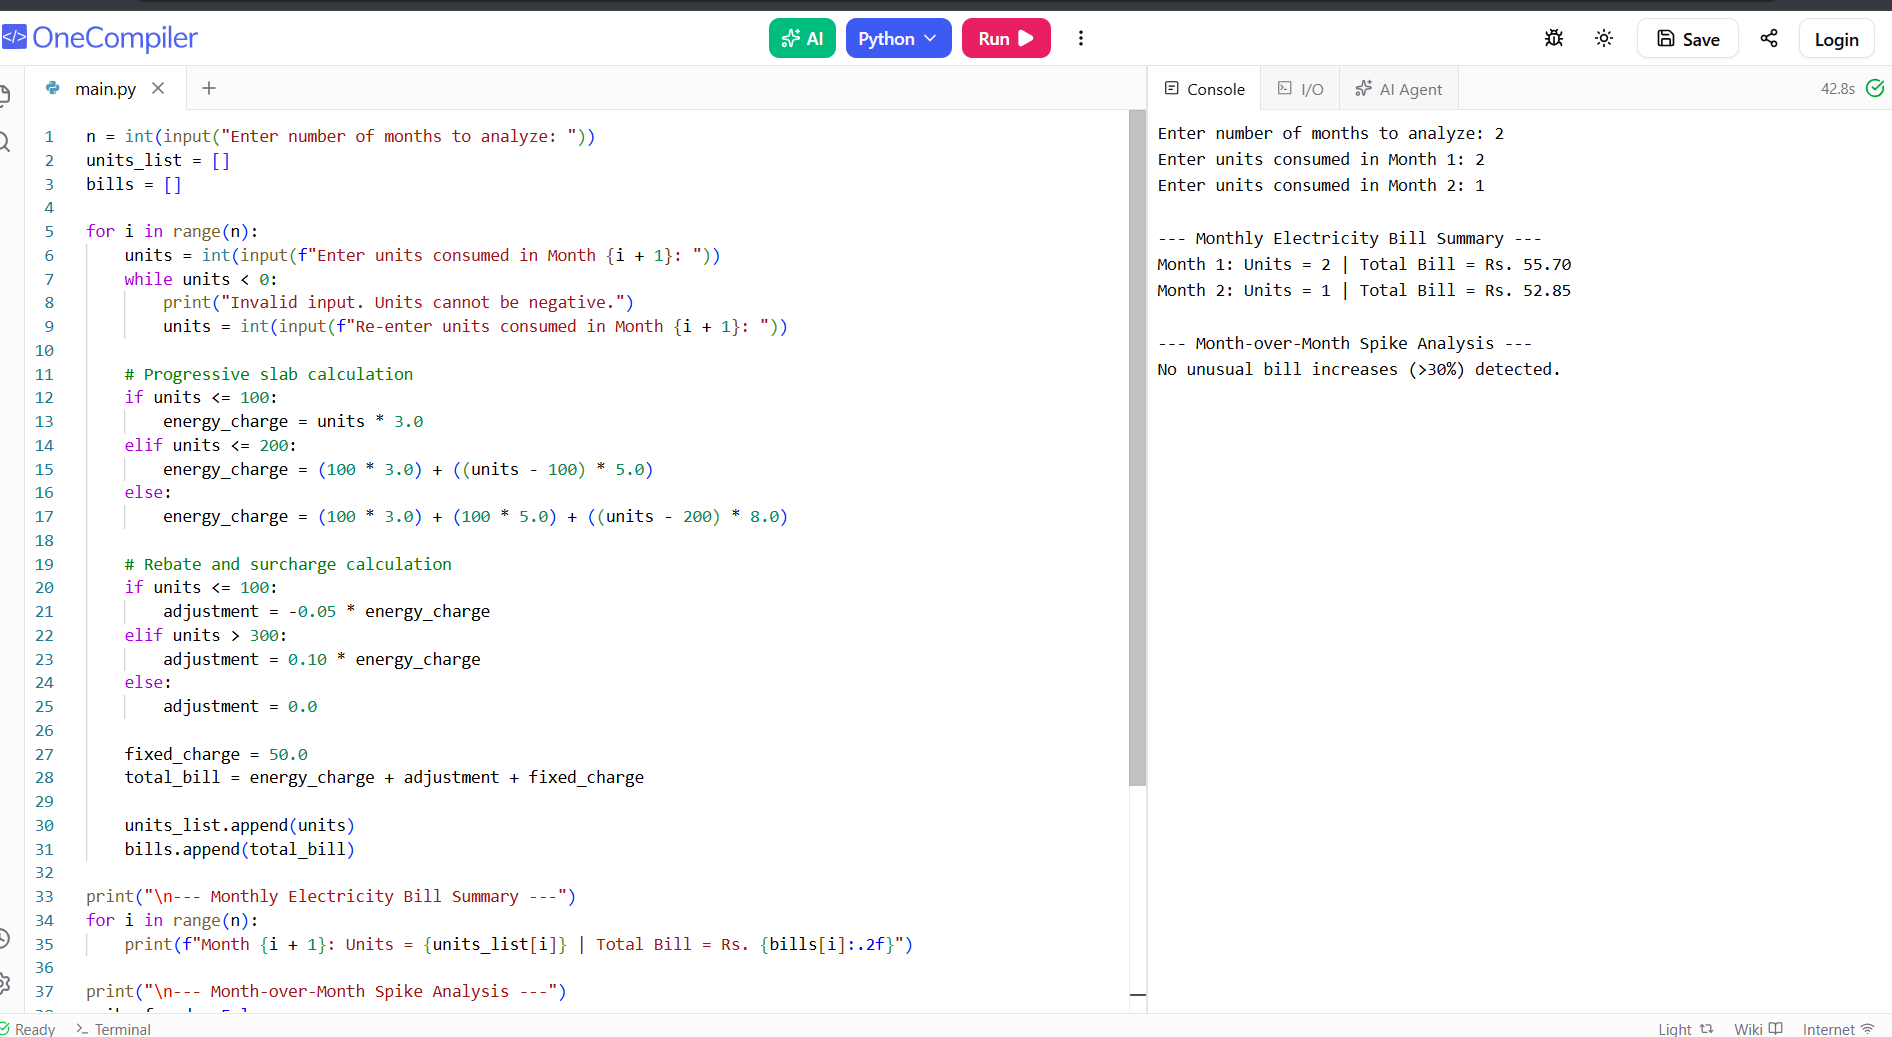 OneCompiler
AI
Python
Run
Save
Login
main.py
Console
I/O
AI Agent
42.8s
1 n = int(input("Enter number of months to analyze: "))
2 units_list = []
3 bills = []
4
5 for i in range(n):
6     units = int(input(f"Enter units consumed in Month {i + 1}: "))
7     while units < 0:
8         print("Invalid input. Units cannot be negative.")
9         units = int(input(f"Re-enter units consumed in Month {i + 1}: "))
10
11     # Progressive slab calculation
12     if units <= 100:
13         energy_charge = units * 3.0
14     elif units <= 200:
15         energy_charge = (100 * 3.0) + ((units - 100) * 5.0)
16     else:
17         energy_charge = (100 * 3.0) + (100 * 5.0) + ((units - 200) * 8.0)
18
19     # Rebate and surcharge calculation
20     if units <= 100:
21         adjustment = -0.05 * energy_charge
22     elif units > 300:
23         adjustment = 0.10 * energy_charge
24     else:
25         adjustment = 0.0
26
27     fixed_charge = 50.0
28     total_bill = energy_charge + adjustment + fixed_charge
29
30     units_list.append(units)
31     bills.append(total_bill)
32
33 print("\n--- Monthly Electricity Bill Summary ---")
34 for i in range(n):
35     print(f"Month {i + 1}: Units = {units_list[i]} | Total Bill = Rs. {bills[i]:.2f}")
36
37 print("\n--- Month-over-Month Spike Analysis ---")
Enter number of months to analyze: 2
Enter units consumed in Month 1: 2
Enter units consumed in Month 2: 1
--- Monthly Electricity Bill Summary ---
Month 1: Units = 2 | Total Bill = Rs. 55.70
Month 2: Units = 1 | Total Bill = Rs. 52.85
--- Month-over-Month Spike Analysis ---
No unusual bill increases (>30%) detected.
Ready
Terminal
Light
Wiki
Internet